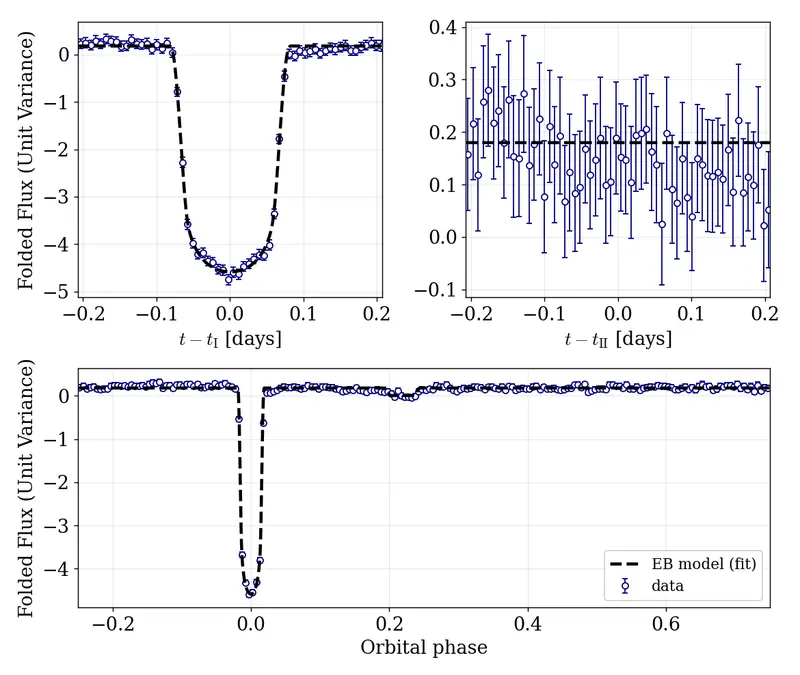 Folded Flux (Unit Variance)
0
−1
−2
−3
−4
−5
−0.2 −0.1 0.0 0.1 0.2
t − tI [days]
0.4
0.3
0.2
0.1
0.0
−0.1
−0.2 −0.1 0.0 0.1 0.2
t − tII [days]
Folded Flux (Unit Variance)
0
−1
−2
−3
−4
EB model (fit)
data
−0.2 0.0 0.2 0.4 0.6
Orbital phase